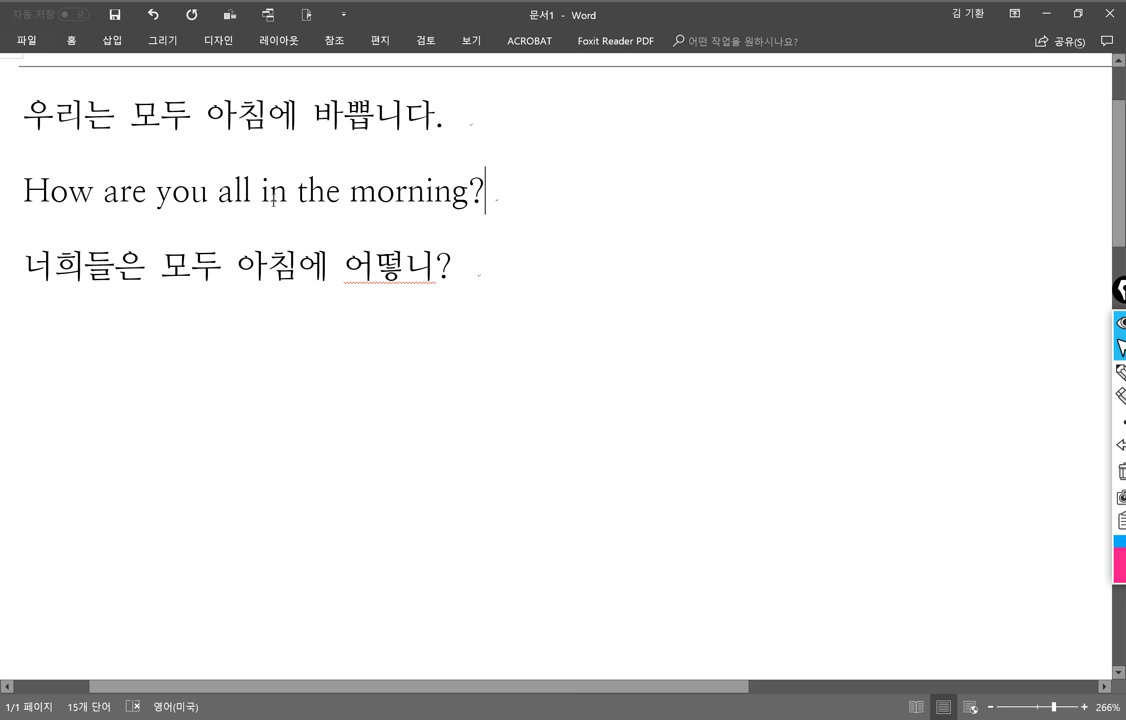 자동 저장
문서1 - Word
김 기환
파일 홈 삽입 그리기 디자인 레이아웃 참조 편지 검토 보기 ACROBAT Foxit Reader PDF 어떤 작업을 원하시나요? 공유(S)
우리는 모두 아침에 바쁩니다.
How are you all in the morning?
너희들은 모두 아침에 어떻니?
1/1 페이지 15개 단어 영어(미국) 266%